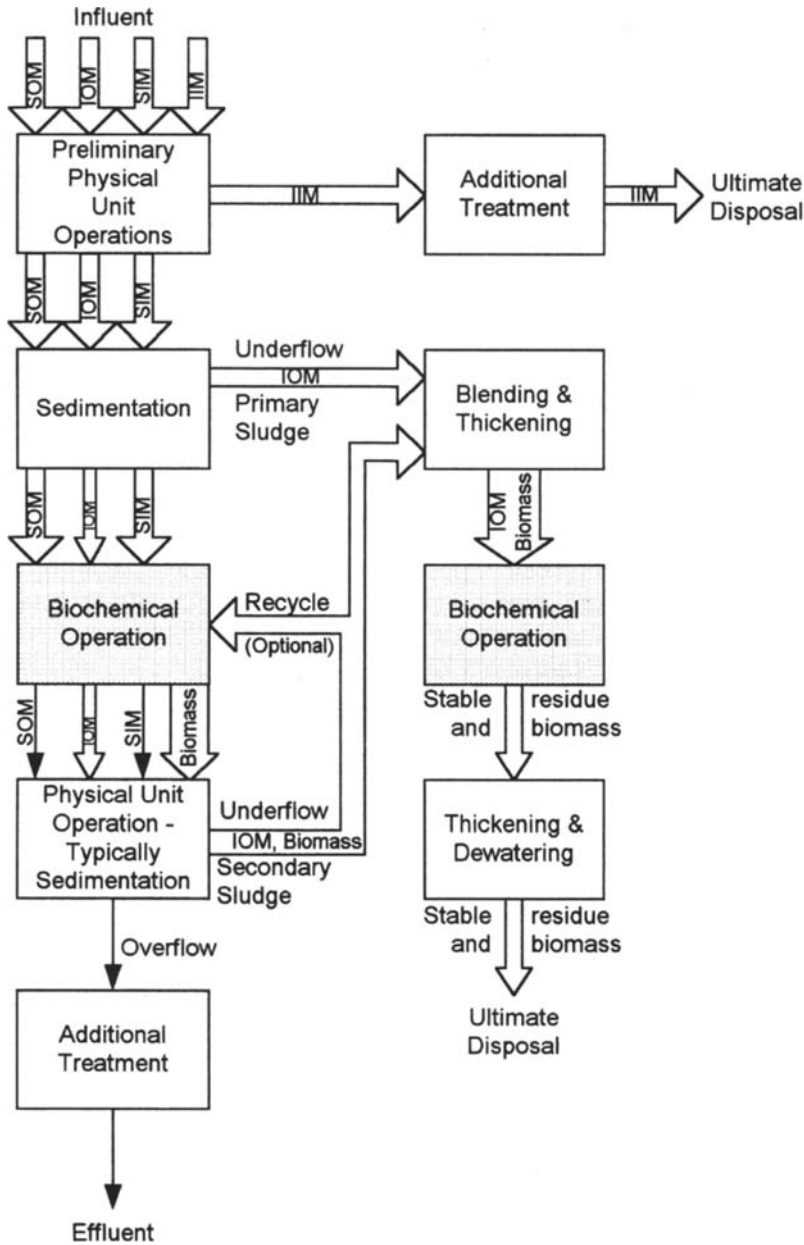 Influent
SOM
IOM
SIM
IIM
Preliminary
Physical
Unit
Operations
IIM
Additional
Treatment
IIM
Ultimate
Disposal
SOM
IOM
SIM
Sedimentation
Underflow
IOM
Primary
Sludge
Blending &
Thickening
SOM
IOM
SIM
IOM
Biomass
Biochemical
Operation
Recycle
(Optional)
Biochemical
Operation
SOM
IOM
SIM
Biomass
Stable residue
and biomass
Physical Unit
Operation -
Typically
Sedimentation
Underflow
IOM, Biomass
Secondary
Sludge
Thickening &
Dewatering
Stable residue
and biomass
Overflow
Ultimate
Disposal
Additional
Treatment
Effluent